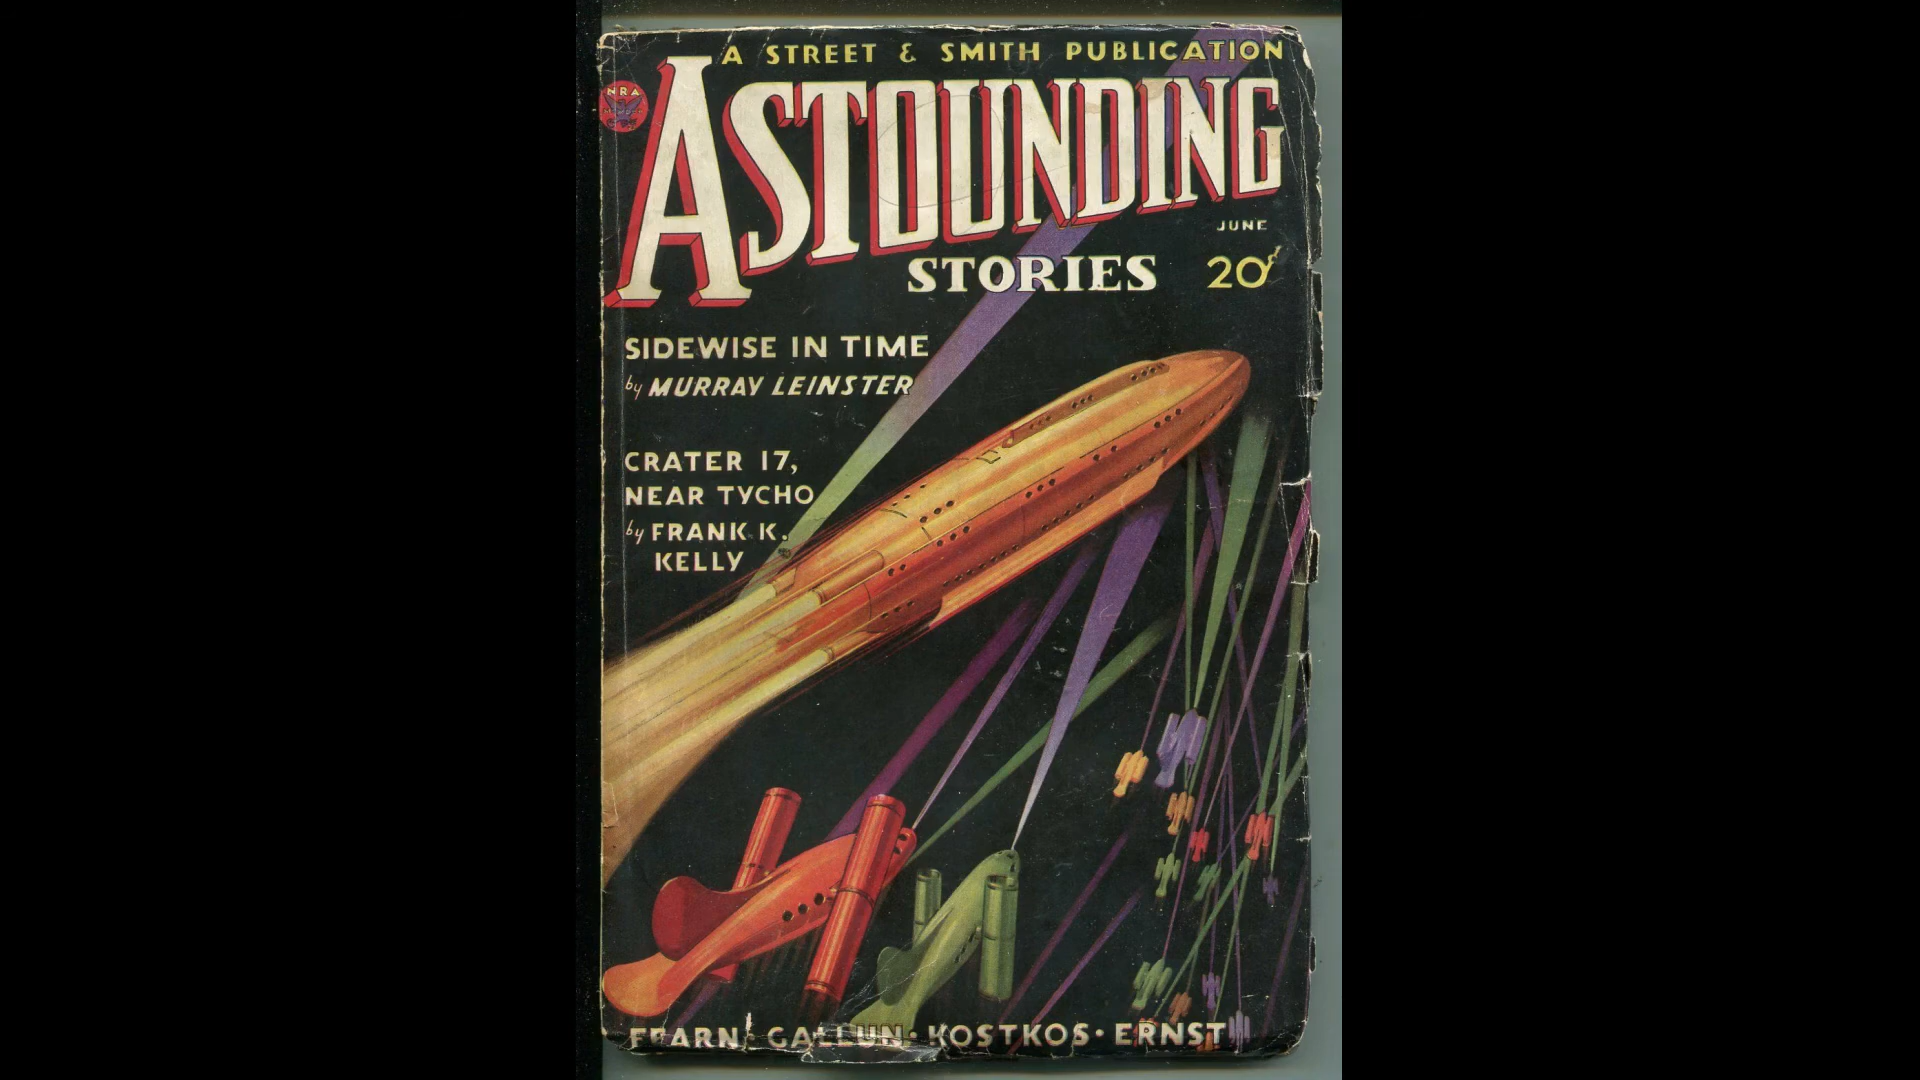 A STREET & SMITH PUBLICATION
NRA
ASTOUNDING
JUNE
STORIES 20¢
SIDEWISE IN TIME
by MURRAY LEINSTER
CRATER 17,
NEAR TYCHO
by FRANK K.
KELLY
FEARN · GALLUN · KOSTKOS · ERNST